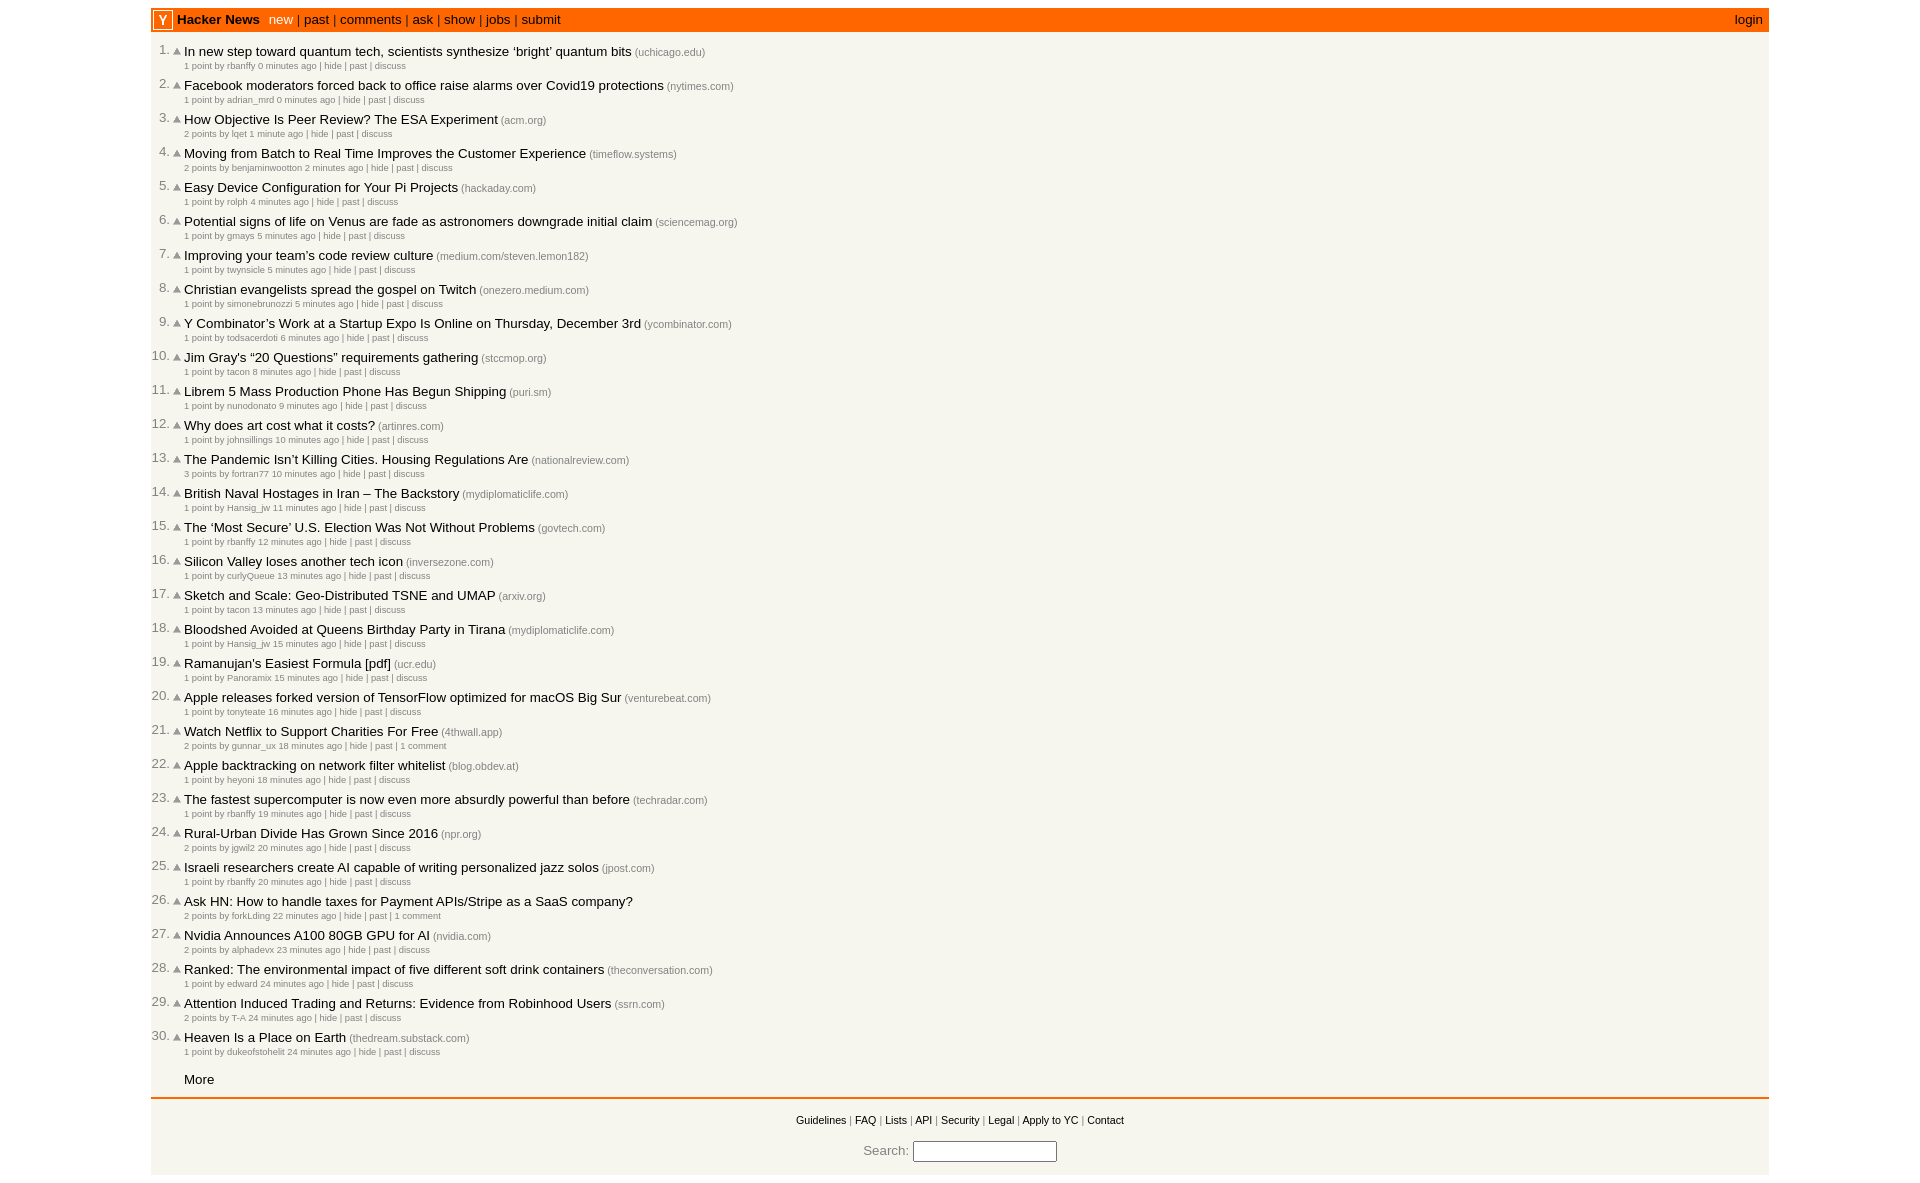 Y Hacker News new | past | comments | ask | show | jobs | submit login
1. In new step toward quantum tech, scientists synthesize ‘bright’ quantum bits (uchicago.edu)
1 point by rbanffy 0 minutes ago | hide | past | discuss
2. Facebook moderators forced back to office raise alarms over Covid19 protections (nytimes.com)
1 point by adrian_mrd 0 minutes ago | hide | past | discuss
3. How Objective Is Peer Review? The ESA Experiment (acm.org)
2 points by lqet 1 minute ago | hide | past | discuss
4. Moving from Batch to Real Time Improves the Customer Experience (timeflow.systems)
2 points by benjaminwootton 2 minutes ago | hide | past | discuss
5. Easy Device Configuration for Your Pi Projects (hackaday.com)
1 point by rolph 4 minutes ago | hide | past | discuss
6. Potential signs of life on Venus are fade as astronomers downgrade initial claim (sciencemag.org)
1 point by gmays 5 minutes ago | hide | past | discuss
7. Improving your team’s code review culture (medium.com/steven.lemon182)
1 point by twynsicle 5 minutes ago | hide | past | discuss
8. Christian evangelists spread the gospel on Twitch (onezero.medium.com)
1 point by simonebrunozzi 5 minutes ago | hide | past | discuss
9. Y Combinator’s Work at a Startup Expo Is Online on Thursday, December 3rd (ycombinator.com)
1 point by todsacerdoti 6 minutes ago | hide | past | discuss
10. Jim Gray's “20 Questions” requirements gathering (stccmop.org)
1 point by tacon 8 minutes ago | hide | past | discuss
11. Librem 5 Mass Production Phone Has Begun Shipping (puri.sm)
1 point by nunodonato 9 minutes ago | hide | past | discuss
12. Why does art cost what it costs? (artinres.com)
1 point by johnsillings 10 minutes ago | hide | past | discuss
13. The Pandemic Isn’t Killing Cities. Housing Regulations Are (nationalreview.com)
3 points by fortran77 10 minutes ago | hide | past | discuss
14. British Naval Hostages in Iran – The Backstory (mydiplomaticlife.com)
1 point by Hansig_jw 11 minutes ago | hide | past | discuss
15. The ‘Most Secure’ U.S. Election Was Not Without Problems (govtech.com)
1 point by rbanffy 12 minutes ago | hide | past | discuss
16. Silicon Valley loses another tech icon (inversezone.com)
1 point by curlyQueue 13 minutes ago | hide | past | discuss
17. Sketch and Scale: Geo-Distributed TSNE and UMAP (arxiv.org)
1 point by tacon 13 minutes ago | hide | past | discuss
18. Bloodshed Avoided at Queens Birthday Party in Tirana (mydiplomaticlife.com)
1 point by Hansig_jw 15 minutes ago | hide | past | discuss
19. Ramanujan's Easiest Formula [pdf] (ucr.edu)
1 point by Panoramix 15 minutes ago | hide | past | discuss
20. Apple releases forked version of TensorFlow optimized for macOS Big Sur (venturebeat.com)
1 point by tonyteate 16 minutes ago | hide | past | discuss
21. Watch Netflix to Support Charities For Free (4thwall.app)
2 points by gunnar_ux 18 minutes ago | hide | past | 1 comment
22. Apple backtracking on network filter whitelist (blog.obdev.at)
1 point by heyoni 18 minutes ago | hide | past | discuss
23. The fastest supercomputer is now even more absurdly powerful than before (techradar.com)
1 point by rbanffy 19 minutes ago | hide | past | discuss
24. Rural-Urban Divide Has Grown Since 2016 (npr.org)
2 points by jgwil2 20 minutes ago | hide | past | discuss
25. Israeli researchers create AI capable of writing personalized jazz solos (jpost.com)
1 point by rbanffy 20 minutes ago | hide | past | discuss
26. Ask HN: How to handle taxes for Payment APIs/Stripe as a SaaS company?
2 points by forkLding 22 minutes ago | hide | past | 1 comment
27. Nvidia Announces A100 80GB GPU for AI (nvidia.com)
2 points by alphadevx 23 minutes ago | hide | past | discuss
28. Ranked: The environmental impact of five different soft drink containers (theconversation.com)
1 point by edward 24 minutes ago | hide | past | discuss
29. Attention Induced Trading and Returns: Evidence from Robinhood Users (ssrn.com)
2 points by T-A 24 minutes ago | hide | past | discuss
30. Heaven Is a Place on Earth (thedream.substack.com)
1 point by dukeofstohelit 24 minutes ago | hide | past | discuss
More
Guidelines | FAQ | Lists | API | Security | Legal | Apply to YC | Contact
Search: